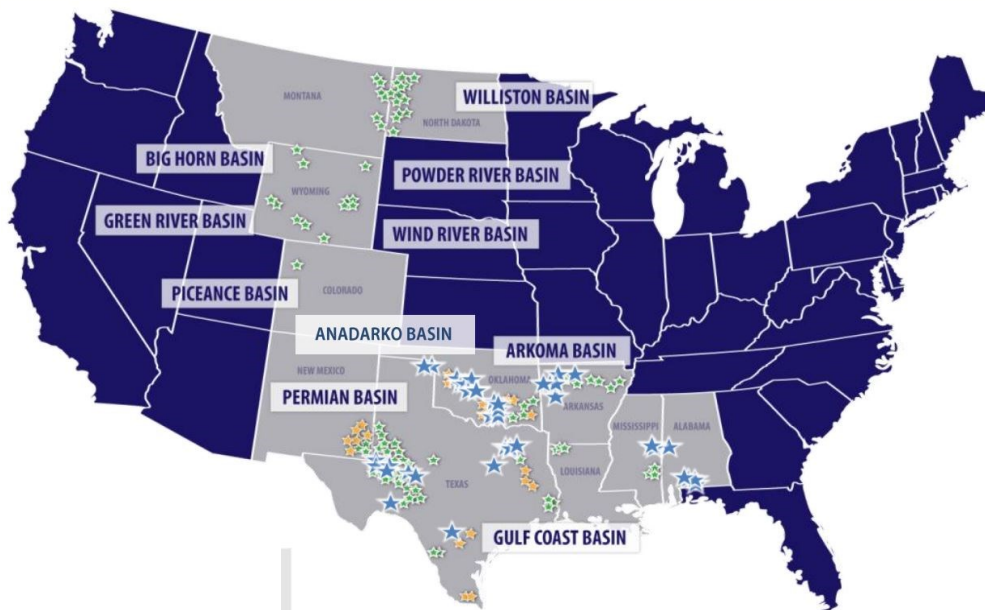 MONTANA
WILLISTON BASIN
NORTH DAKOTA
BIG HORN BASIN
POWDER RIVER BASIN
WYOMING
GREEN RIVER BASIN
WIND RIVER BASIN
PICEANCE BASIN
COLORADO
ANADARKO BASIN
ARKOMA BASIN
NEW MEXICO
OKLAHOMA
PERMIAN BASIN
ARKANSAS
MISSISSIPPI
ALABAMA
TEXAS
LOUISIANA
GULF COAST BASIN